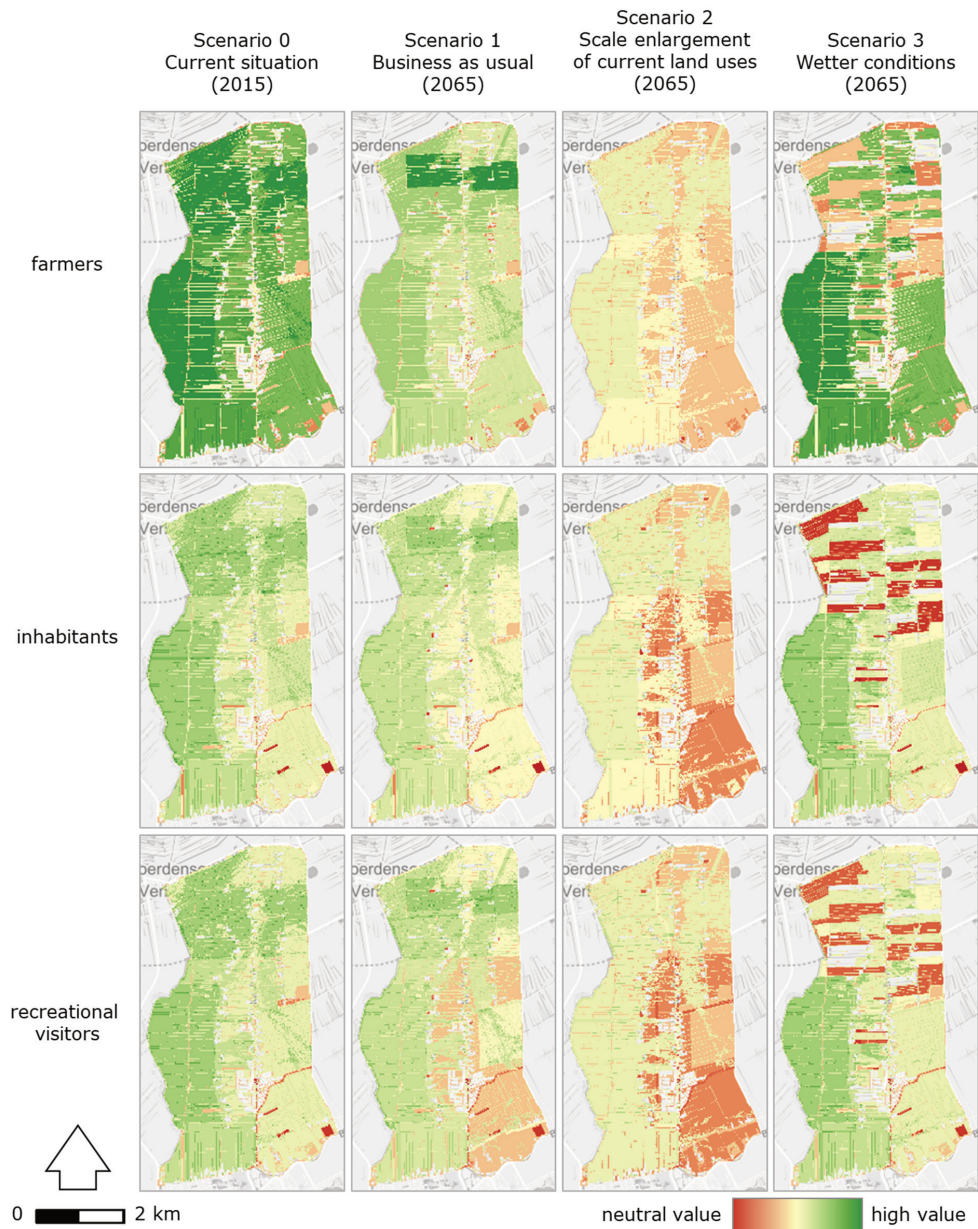 Scenario 0
Current situation
(2015)
Scenario 1
Business as usual
(2065)
Scenario 2
Scale enlargement
of current land uses
(2065)
Scenario 3
Wetter conditions
(2065)
farmers
inhabitants
recreational
visitors
0 2 km
neutral value high value